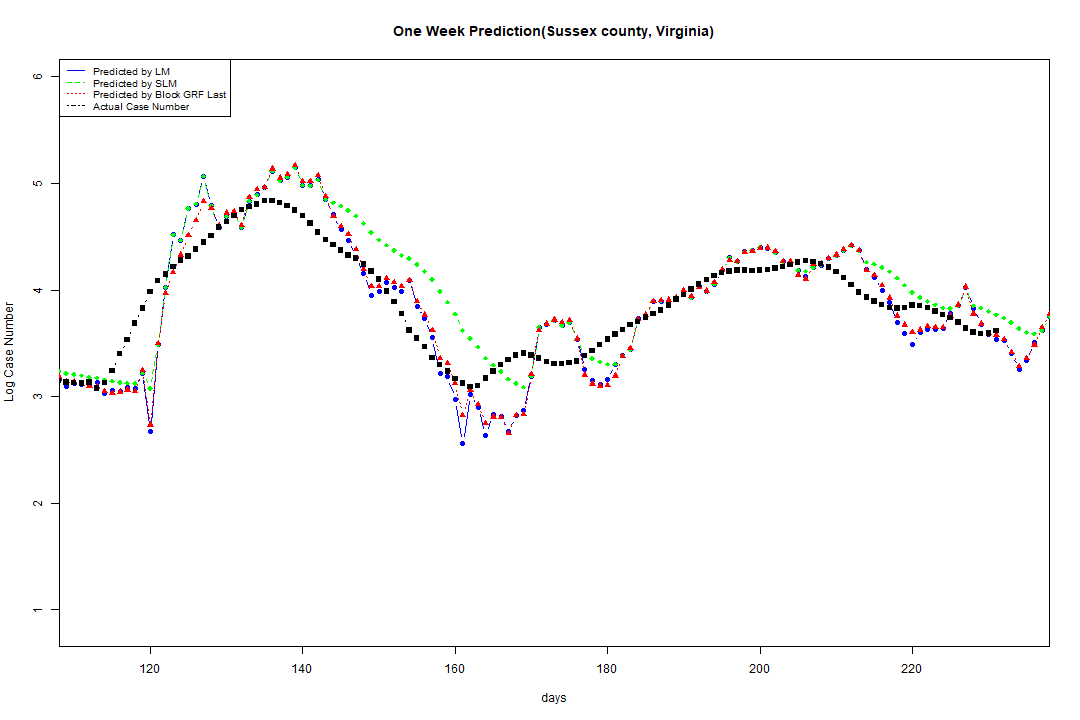 One Week Prediction(Sussex county, Virginia)
Predicted by LM
Predicted by SLM
Predicted by Block GRF Last
Actual Case Number
6
5
4
3
2
1
Log Case Number
120 140 160 180 200 220
days